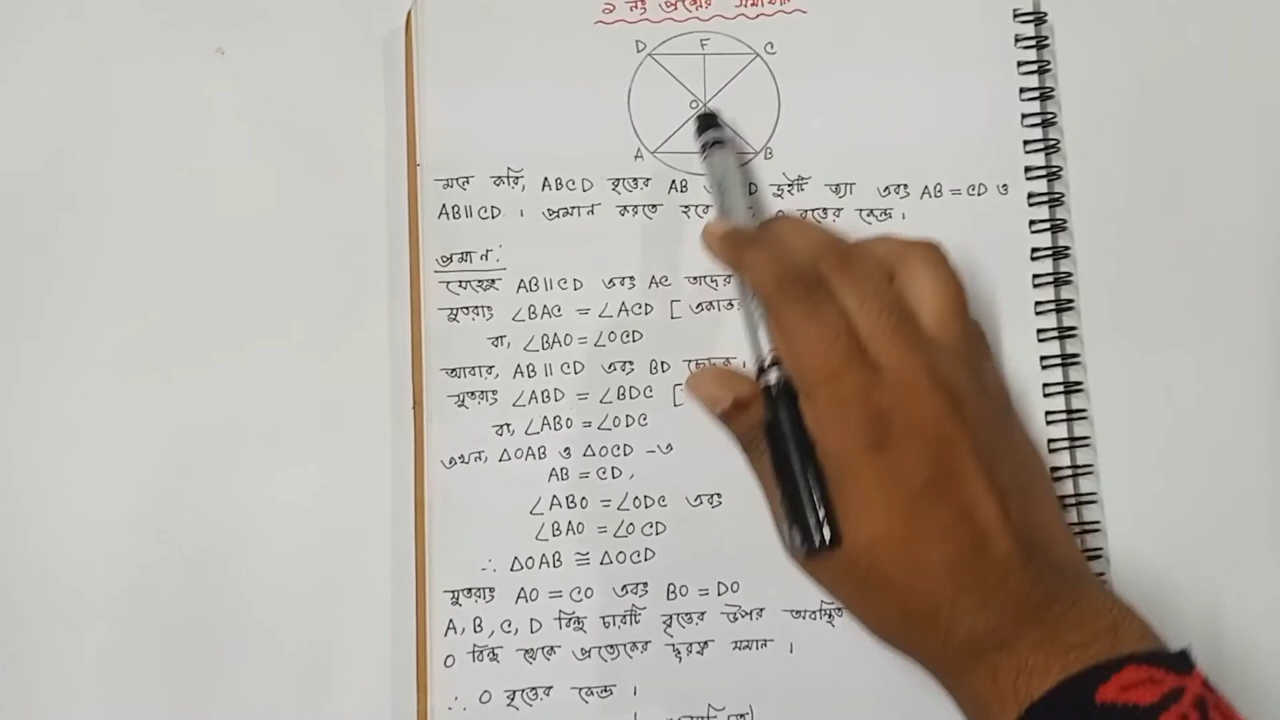 ২ নং প্রশ্নের সমাধান
D F C
O
A B
মনে করি, ABCD বৃত্তের AB D দুইটি জ্যা এবং AB = CD ও
AB||CD । প্রমান করতে হবে O বৃত্তের কেন্দ্র ।
প্রমান:
যেহেতু AB||CD এবং AC তাদের
সুতরাং ∠BAC = ∠ACD [ একান্তর
বা, ∠BAO = ∠OCD
আবার, AB || CD এবং BD ছেদক ।
সুতরাং ∠ABD = ∠BDC [
বা, ∠ABO = ∠ODC
এখন, ΔOAB ও ΔOCD -এ
AB = CD,
∠ABO = ∠ODC এবং
∠BAO = ∠OCD
∴ ΔOAB ≅ ΔOCD
সুতরাং AO = CO এবং BO = DO
A, B, C, D বিন্দু চারটি বৃত্তের উপর অবস্থিত
O বিন্দু থেকে প্রত্যেকের দূরত্ব সমান ।
∴ O বৃত্তের কেন্দ্র ।